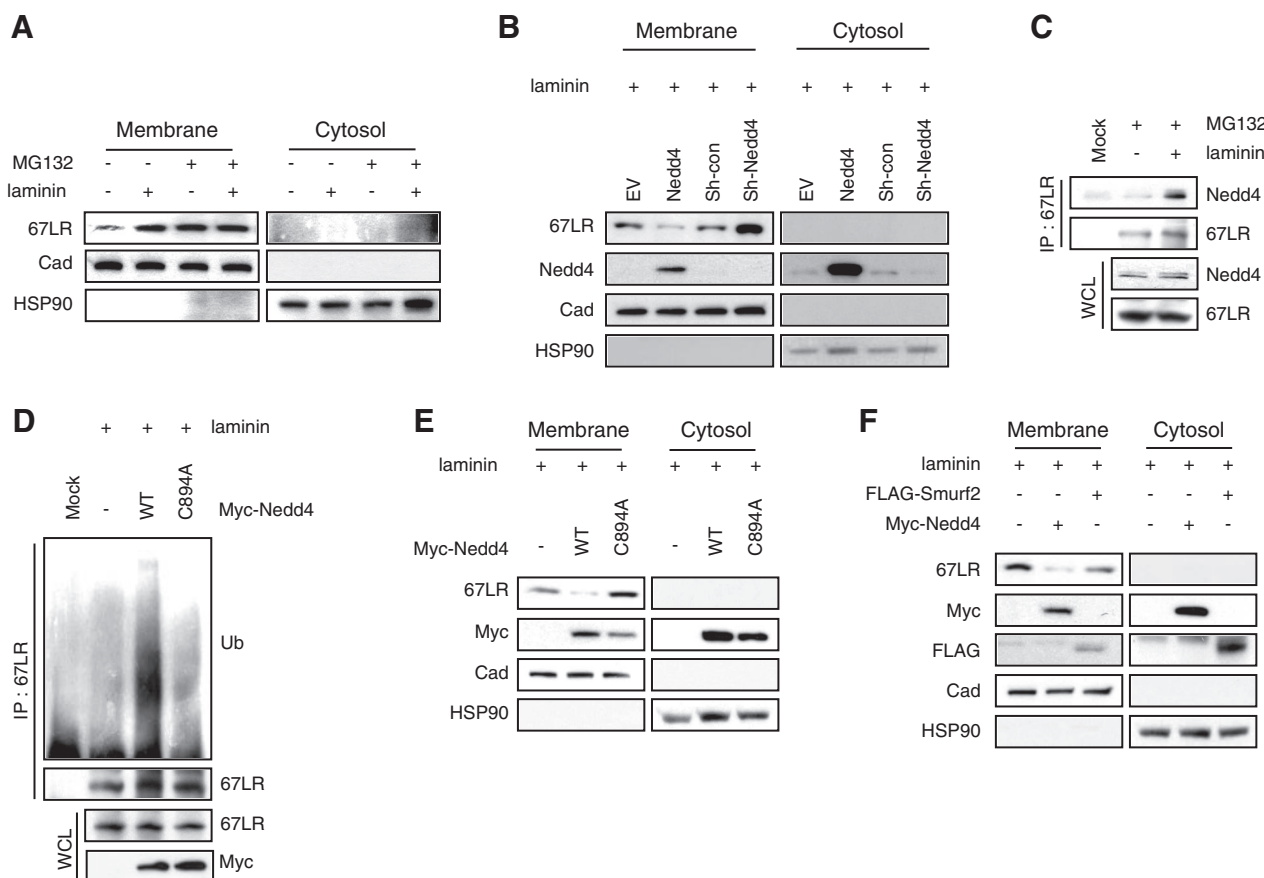 A
Membrane Cytosol
MG132 - - + + - - + +
laminin - + - + - + - +
67LR
Cad
HSP90
B
Membrane Cytosol
laminin + + + + + + + +
EV Nedd4 Sh-con Sh-Nedd4 EV Nedd4 Sh-con Sh-Nedd4
67LR
Nedd4
Cad
HSP90
C
Mock + + MG132
- + laminin
IP : 67LR
Nedd4
67LR
WCL
Nedd4
67LR
D
+ + + laminin
Mock - WT C894A Myc-Nedd4
IP : 67LR
Ub
67LR
WCL
67LR
Myc
E
Membrane Cytosol
laminin + + + + + +
Myc-Nedd4 - WT C894A - WT C894A
67LR
Myc
Cad
HSP90
F
Membrane Cytosol
laminin + + + + + +
FLAG-Smurf2 - - + - - +
Myc-Nedd4 - + - - + -
67LR
Myc
FLAG
Cad
HSP90